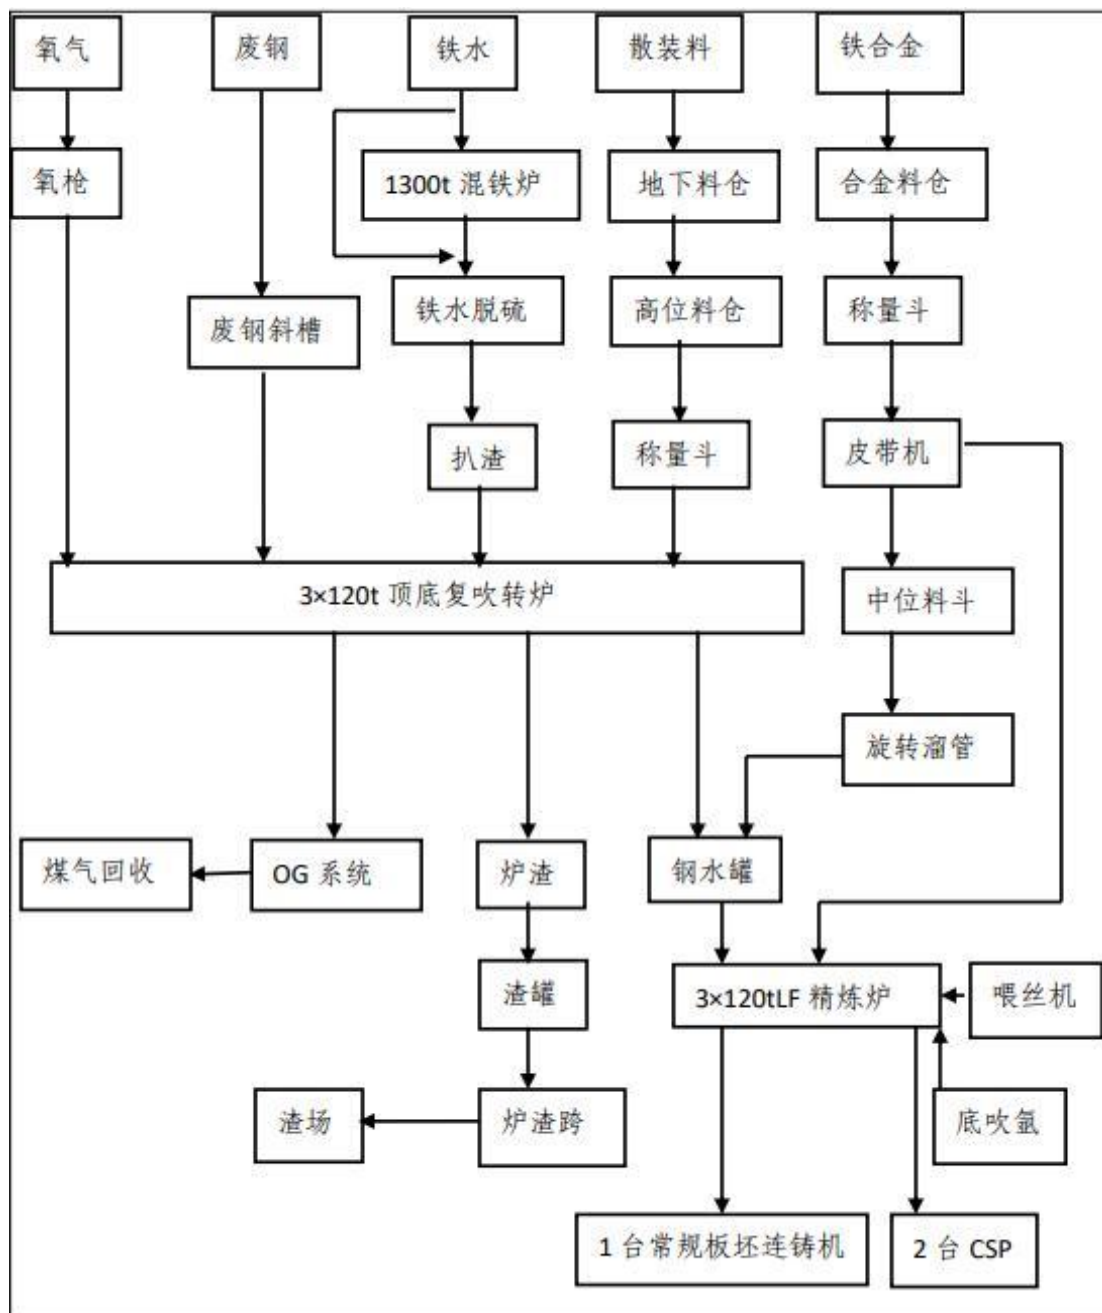 氧气
废钢
铁水
散装料
铁合金
氧枪
1300t 混铁炉
地下料仓
合金料仓
废钢斜槽
铁水脱硫
高位料仓
称量斗
扒渣
称量斗
皮带机
3×120t 顶底复吹转炉
中位料斗
旋转溜管
煤气回收
OG 系统
炉渣
钢水罐
渣罐
3×120tLF 精炼炉
喂丝机
渣场
炉渣跨
底吹氩
1 台常规板坯连铸机
2 台 CSP